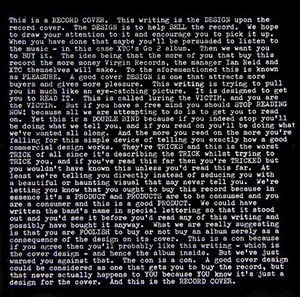 This is a RECORD COVER. This writing is the DESIGN upon the
record cover. The DESIGN is to help SELL the record. We hope
to draw your attention to it and encourage you to pick it up.
When you have done that maybe you'll be persuaded to listen to
the music - in this case XTC's Go 2 album. Then we want you
to BUY it. The idea being that the more of you that buy this
record the more money Virgin Records, the manager Ian Reid and
XTC themselves will make. To the aforementioned this is known
as PLEASURE. A good cover DESIGN is one that attracts more
buyers and gives more pleasure. This writing is trying to pull
you in much like an eye-catching picture. It is designed to get
you to READ IT. This is called luring the VICTIM, and you are
the VICTIM. But if you have a free mind you should STOP READING
NOW! because all we are attempting to do is to get you to read
on. Yet this is a DOUBLE BIND because if you indeed stop you'll
be doing what we tell you, and if you read on you'll be doing what
we've wanted all along. And the more you read on the more you're
falling for this simple device of telling you exactly how a good
commercial design works. They're TRICKS and this is the worst
TRICK of all since it's describing the TRICK whilst trying to
TRICK you, and if you've read this far then you're TRICKED but
you wouldn't have known this unless you'd read this far. At
least we're telling you directly instead of seducing you with
a beautiful or haunting visual that may never tell you. We're
letting you know that you ought to buy this record because in
essence it's a PRODUCT and PRODUCTS are to be consumed and you
are a consumer and this is a good PRODUCT. We could have
written the band's name in special lettering so that it stood
out and you'd see it before you'd read any of this writing and
possibly have bought it anyway. What we are really suggesting
is that you are FOOLISH to buy or not buy an album merely as a
consequence of the design on its cover. This is a con because
if you agree then you'll probably like this writing - which is
the cover design - and hence the album inside. But we've just
warned you against that. The con is a con. A good cover design
could be considered as one that gets you to buy the record, but
that never actually happens to YOU because YOU know it's just a
design for the cover. And this is the RECORD COVER.